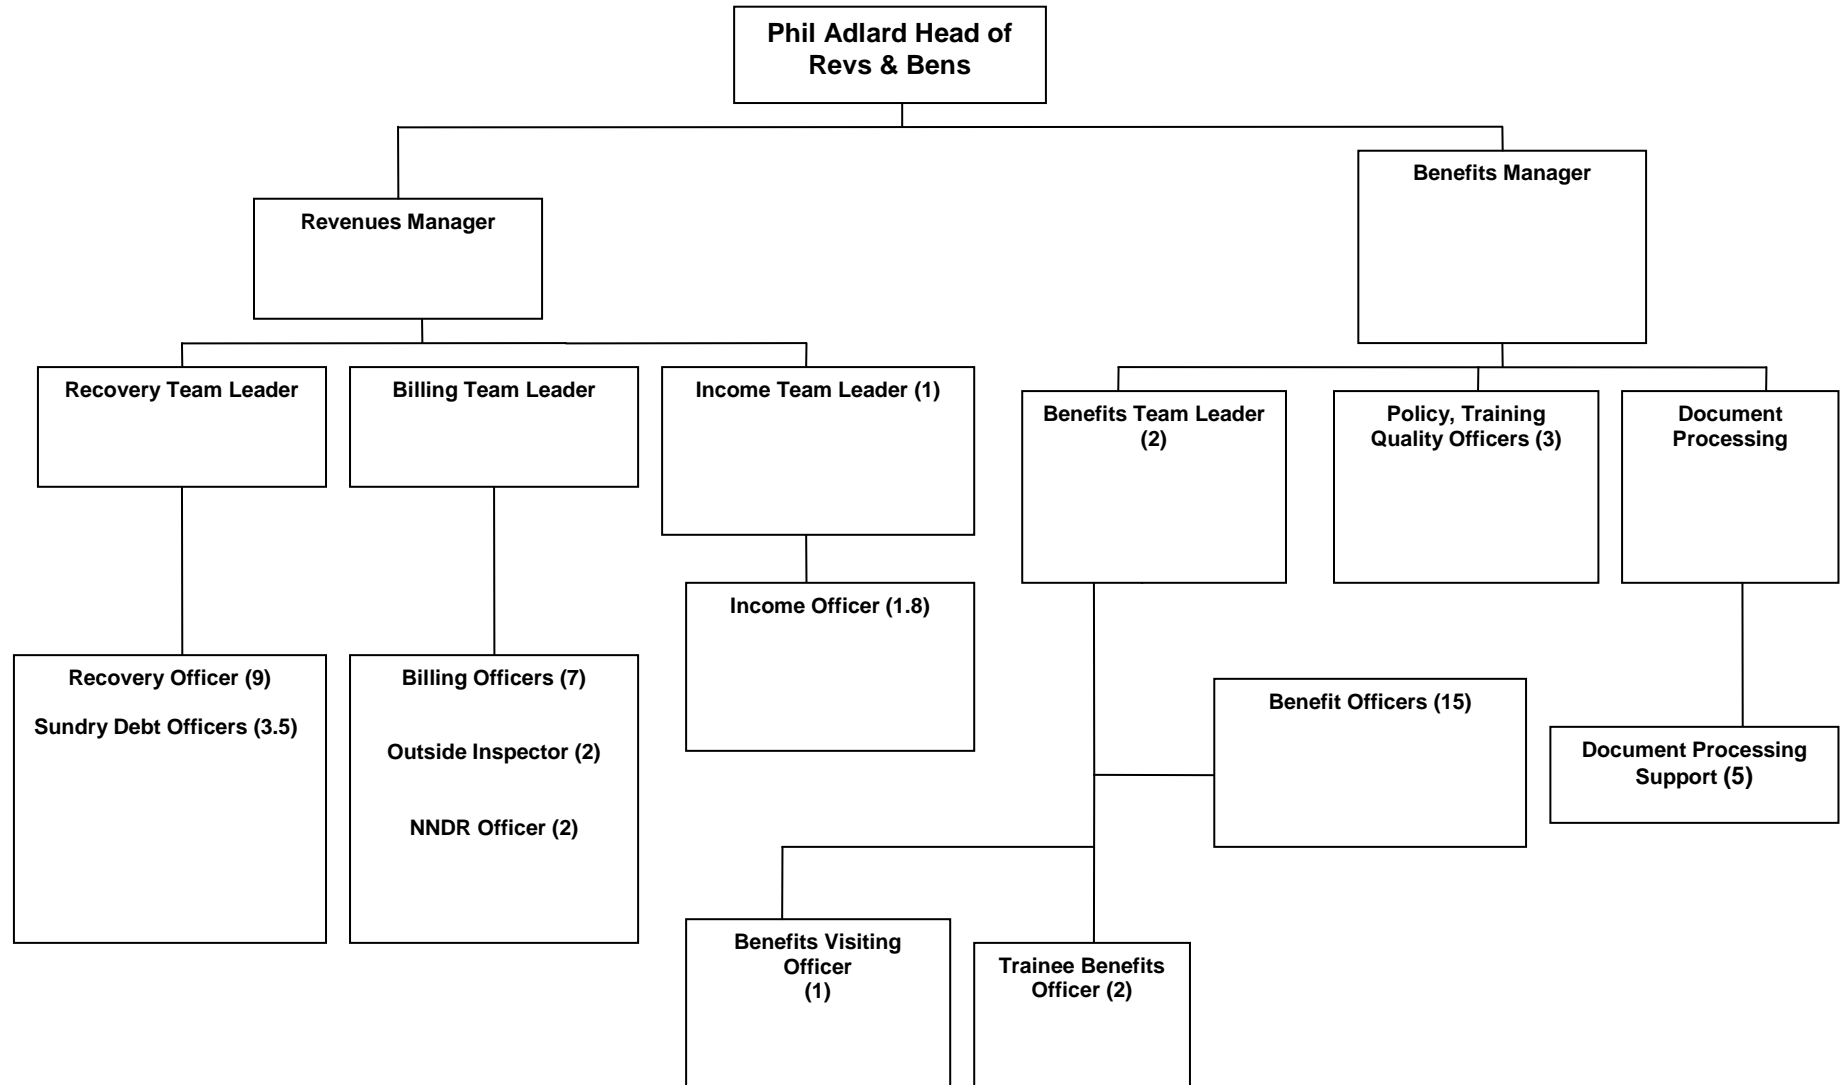 Phil Adlard Head of
Revs & Bens
Benefits Manager
Revenues Manager
Recovery Team Leader
Billing Team Leader
Income Team Leader (1)
Benefits Team Leader
(2)
Policy, Training
Quality Officers (3)
Document
Processing
Income Officer (1.8)
Recovery Officer (9)
Sundry Debt Officers (3.5)
Billing Officers (7)
Outside Inspector (2)
NNDR Officer (2)
Benefit Officers (15)
Document Processing
Support (5)
Benefits Visiting
Officer
(1)
Trainee Benefits
Officer (2)